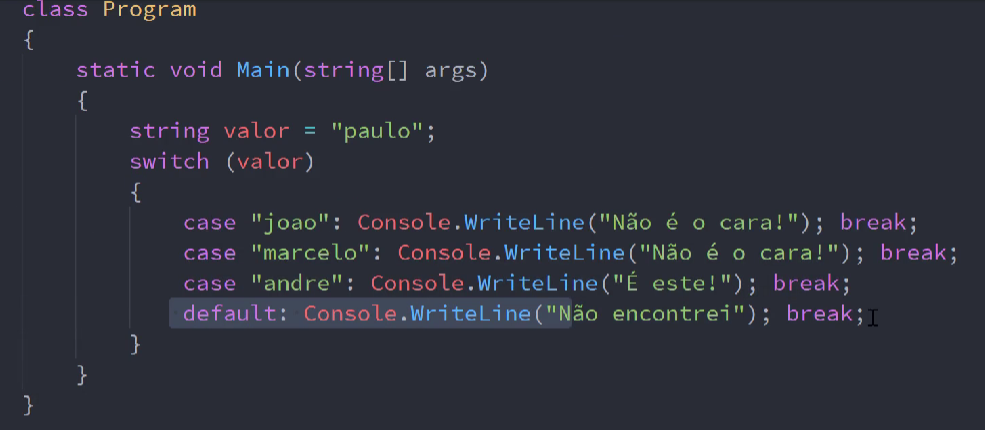 class Program
{
static void Main(string[] args)
{
string valor = "paulo";
switch (valor)
{
case "joao": Console.WriteLine("Não é o cara!"); break;
case "marcelo": Console.WriteLine("Não é o cara!"); break;
case "andre": Console.WriteLine("É este!"); break;
default: Console.WriteLine("Não encontrei"); break;
}
}
}